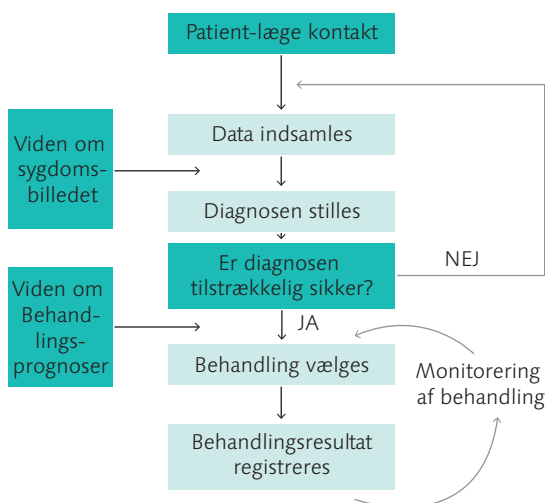 Patient-læge kontakt
Data indsamles
Viden om
sygdoms-
billedet
Diagnosen stilles
Er diagnosen
tilstrækkelig sikker?
NEJ
Viden om
Behand-
lings-
prognoser
JA
Behandling vælges
Monitorering
af behandling
Behandlingsresultat
registreres